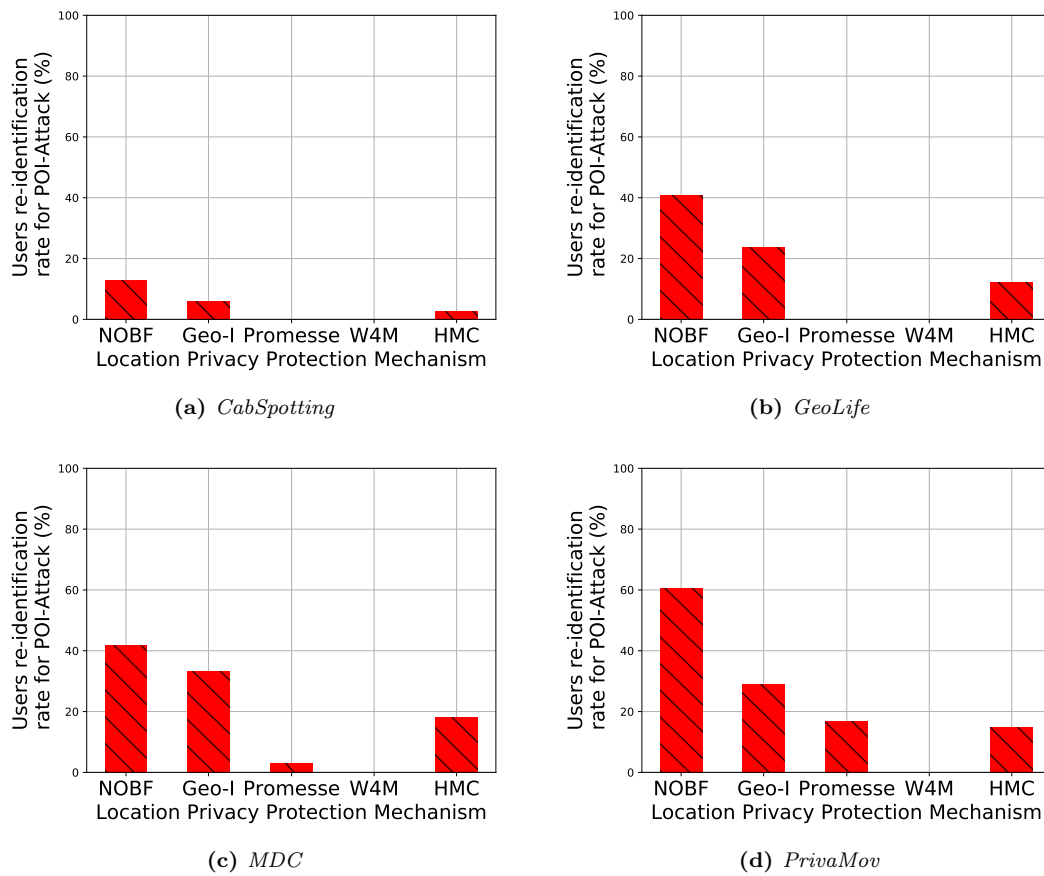 100
80
60
40
20
0
Users re-identification
rate for POI-Attack (%)
NOBF Geo-I Promesse W4M HMC
Location Privacy Protection Mechanism
(a) CabSpotting
100
80
60
40
20
0
Users re-identification
rate for POI-Attack (%)
NOBF Geo-I Promesse W4M HMC
Location Privacy Protection Mechanism
(b) GeoLife
100
80
60
40
20
0
Users re-identification
rate for POI-Attack (%)
NOBF Geo-I Promesse W4M HMC
Location Privacy Protection Mechanism
(c) MDC
100
80
60
40
20
0
Users re-identification
rate for POI-Attack (%)
NOBF Geo-I Promesse W4M HMC
Location Privacy Protection Mechanism
(d) PrivaMov